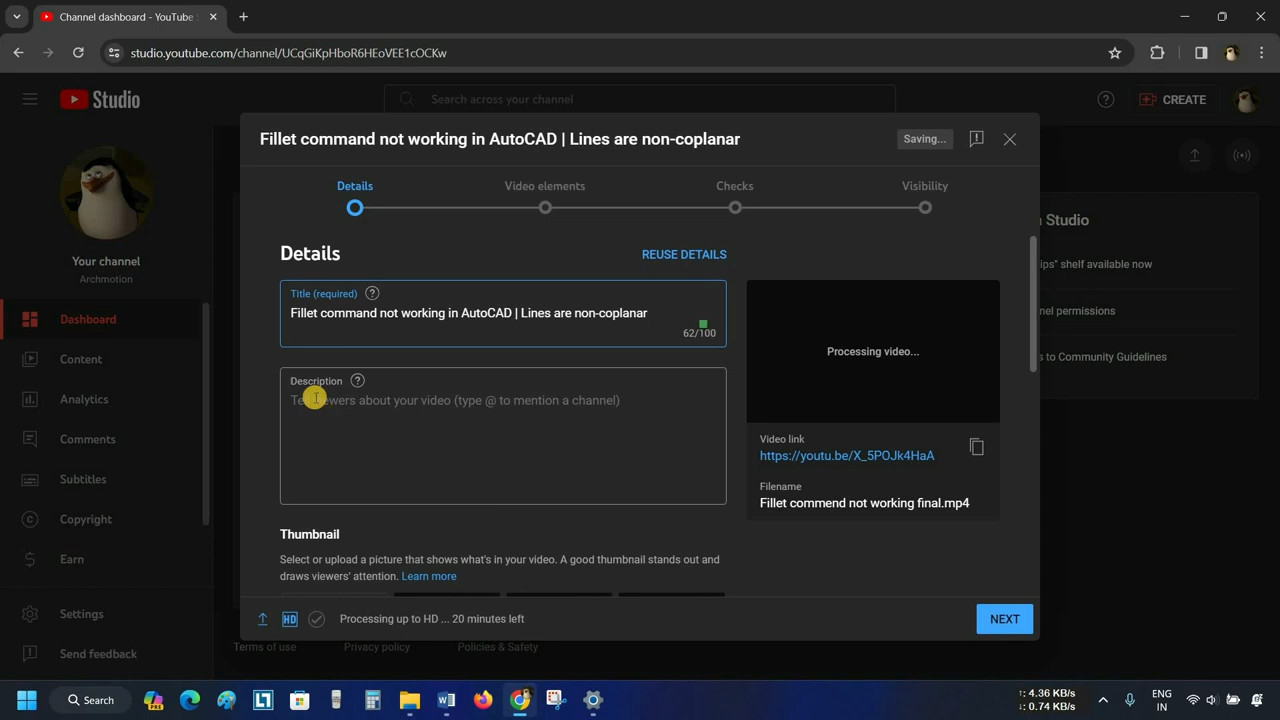 Channel dashboard - YouTube
studio.youtube.com/channel/UCqGiKpHboR6HEoVEE1cOCKw
Studio
Search across your channel
CREATE
Fillet command not working in AutoCAD | Lines are non-coplanar
Saving...
Details
Video elements
Checks
Visibility
Your channel
Archmotion
Dashboard
Content
Analytics
Comments
Subtitles
Copyright
Earn
Settings
Send feedback
Details
REUSE DETAILS
Title (required)
Fillet command not working in AutoCAD | Lines are non-coplanar
62/100
Description
viewers about your video (type @ to mention a channel)
Thumbnail
Select or upload a picture that shows what's in your video. A good thumbnail stands out and
draws viewers' attention. Learn more
Processing video...
Video link
https://youtu.be/X_5POJk4HaA
Filename
Fillet commend not working final.mp4
Studio
shelf available now
permissions
to Community Guidelines
HD
Processing up to HD ... 20 minutes left
NEXT
Terms of use
Privacy policy
Policies & Safety
Search
4.36 KB/s
0.74 KB/s
ENG
IN